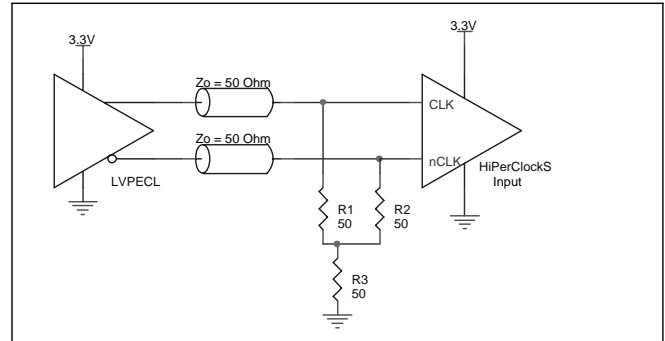 3.3V
3.3V
Zo = 50 Ohm
CLK
Zo = 50 Ohm
nCLK
HiPerClockS
Input
LVPECL
R1
50
R2
50
R3
50